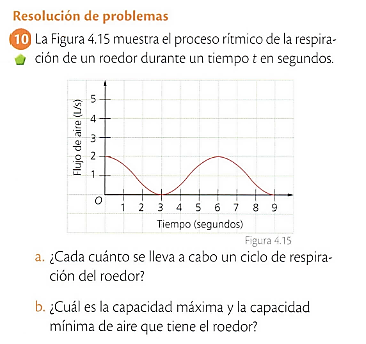 Resolución de problemas
10 La Figura 4.15 muestra el proceso rítmico de la respira-
ción de un roedor durante un tiempo t en segundos.
Flujo de aire (L/s)
5
4
3
2
1
O
1 2 3 4 5 6 7 8 9
Tiempo (segundos)
Figura 4.15
a. ¿Cada cuánto se lleva a cabo un ciclo de respira-
ción del roedor?
b. ¿Cuál es la capacidad máxima y la capacidad
mínima de aire que tiene el roedor?